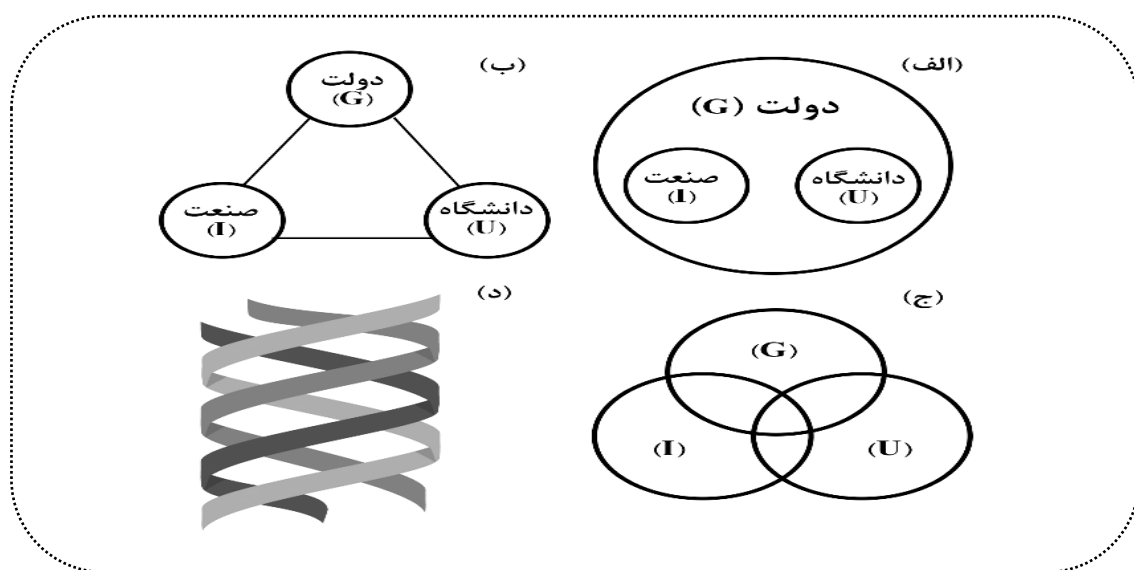 (الف)
دولت (G)
صنعت
(I)
دانشگاه
(U)
(ب)
دولت
(G)
صنعت
(I)
دانشگاه
(U)
(ج)
(G)
(I)
(U)
(د)